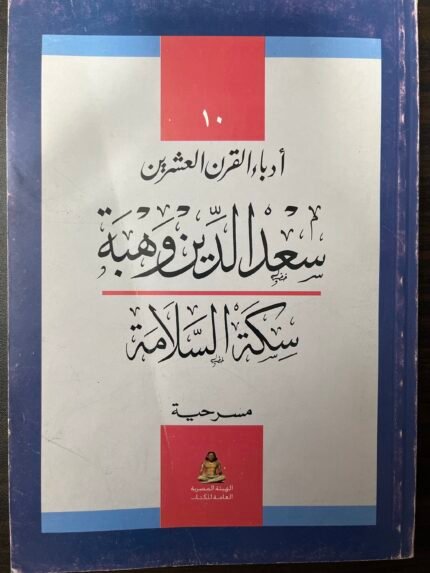 ١٠
أدباء القرن العشرين
سعد الدين وهبة
سكة السلامة
مسرحية
الهيئة المصرية
العامة للكتاب